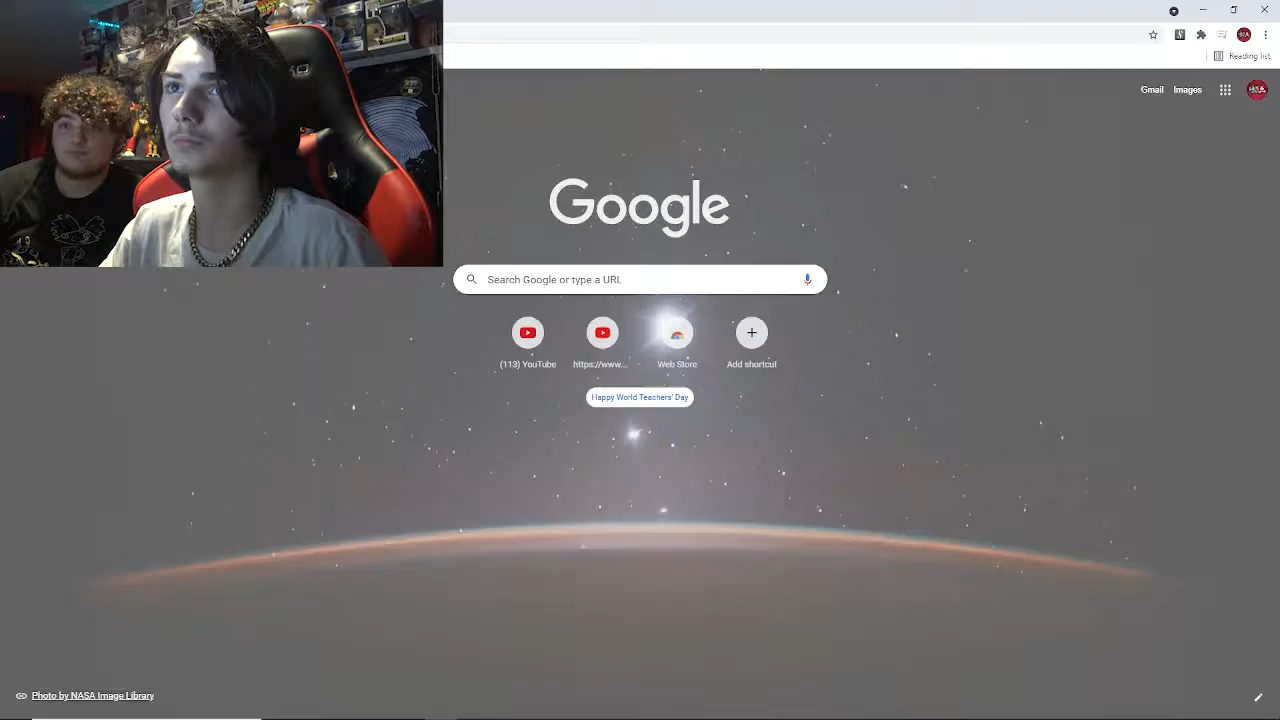 Reading list
Gmail
Images
Google
Search Google or type a URL
(113) YouTube
https://www...
Web Store
Add shortcut
Happy World Teachers' Day
Photo by NASA Image Library